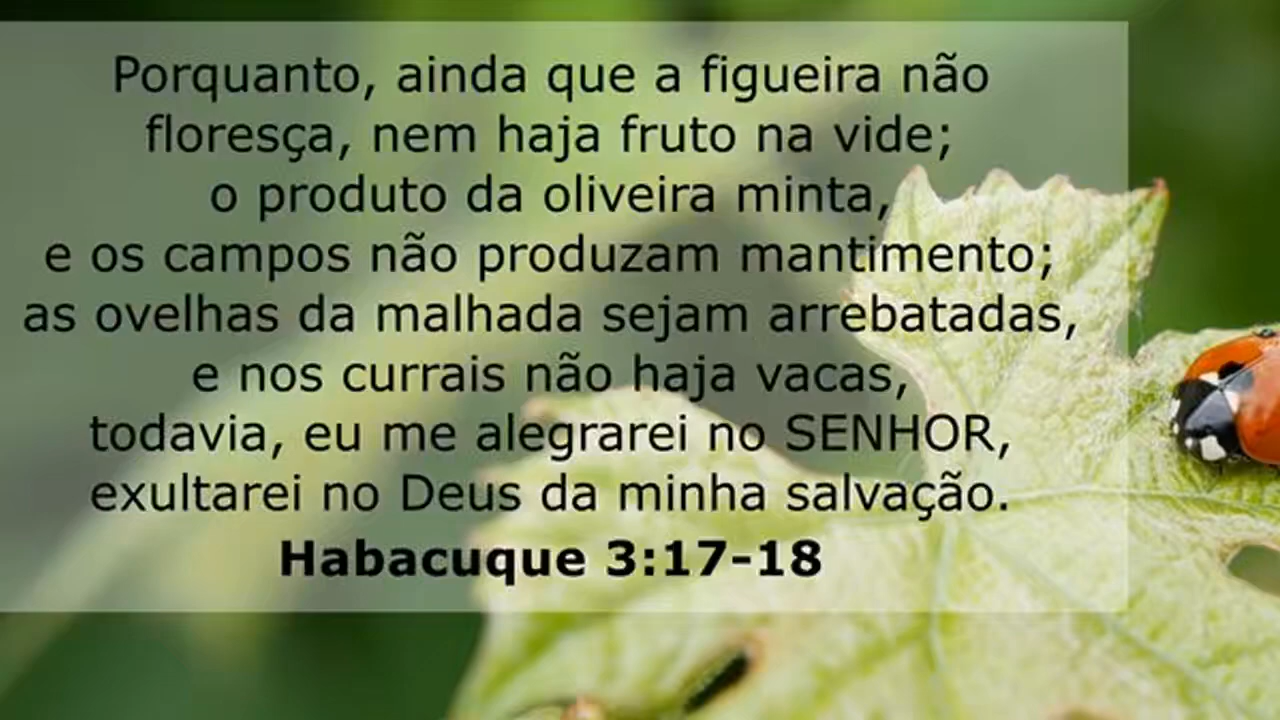 Porquanto, ainda que a figueira não
floresça, nem haja fruto na vide;
o produto da oliveira minta,
e os campos não produzam mantimento;
as ovelhas da malhada sejam arrebatadas,
e nos currais não haja vacas,
todavia, eu me alegrarei no SENHOR,
exultarei no Deus da minha salvação.
Habacuque 3:17-18